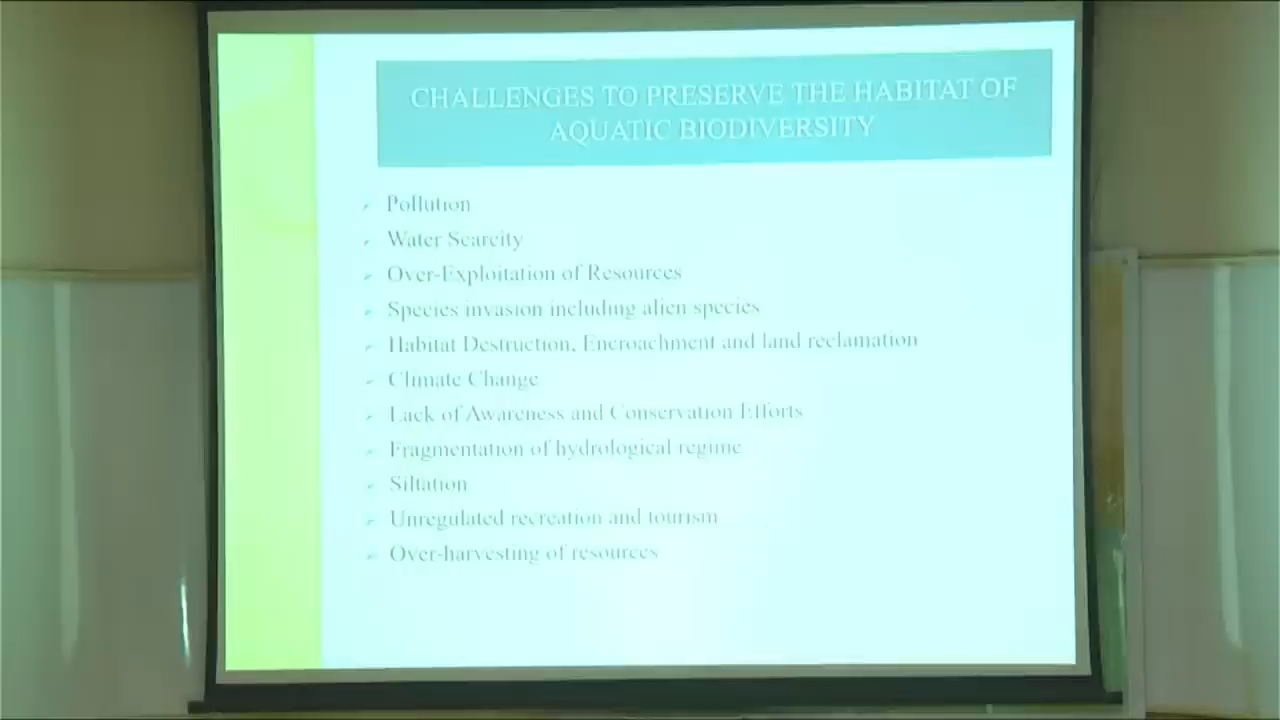 CHALLENGES TO PRESERVE THE HABITAT OF
AQUATIC BIODIVERSITY
Pollution
Water Scarcity
Over-Exploitation of Resources
Species invasion including alien species
Habitat Destruction, Encroachment and land reclamation
Climate Change
Lack of Awareness and Conservation Efforts
Fragmentation of hydrological regime
Siltation
Unregulated recreation and tourism
Over-harvesting of resources